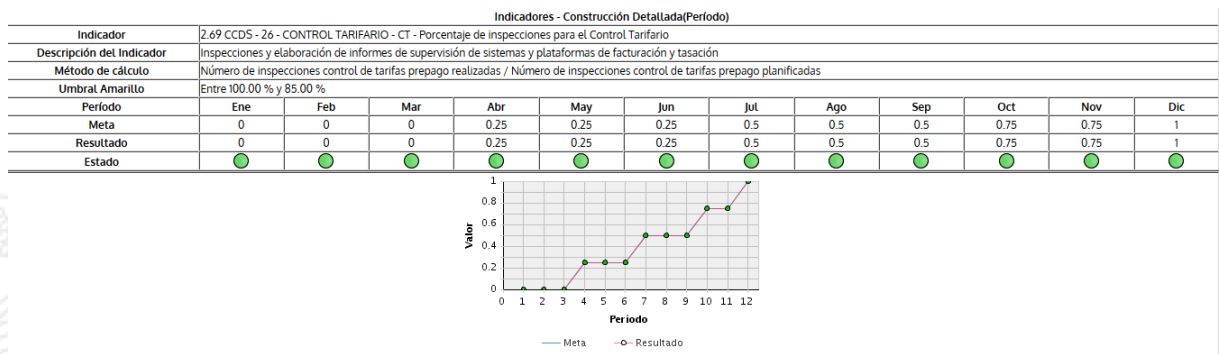 Indicadores - Construcción Detallada(Período)
Indicador 2.69 CCDS - 26 - CONTROL TARIFARIO - CT - Porcentaje de inspecciones para el Control Tarifario
Descripción del Indicador Inspecciones y elaboración de informes de supervisión de sistemas y plataformas de facturación y tasación
Método de cálculo Número de inspecciones control de tarifas prepago realizadas / Número de inspecciones control de tarifas prepago planificadas
Umbral Amarillo Entre 100.00 % y 85.00 %
Período Ene Feb Mar Abr May Jun Jul Ago Sep Oct Nov Dic
Meta 0 0 0 0.25 0.25 0.25 0.5 0.5 0.5 0.75 0.75 1
Resultado 0 0 0 0.25 0.25 0.25 0.5 0.5 0.5 0.75 0.75 1
Estado
Valor
1
0.8
0.6
0.4
0.2
0
0 1 2 3 4 5 6 7 8 9 10 11 12
Período
Meta Resultado